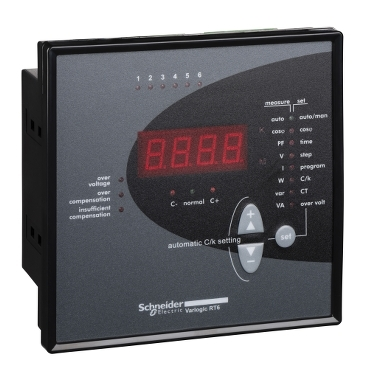 1 2 3 4 5 6
measure set
auto auto/man
cosφ cosφ
PF time
V step
I program
W C/k
var CT
VA over volt
8.8.8.8
over
voltage
over
compensation
insufficient
compensation
C- normal C+
automatic C/k setting
+
−
set
Schneider
Electric Varlogic RT6